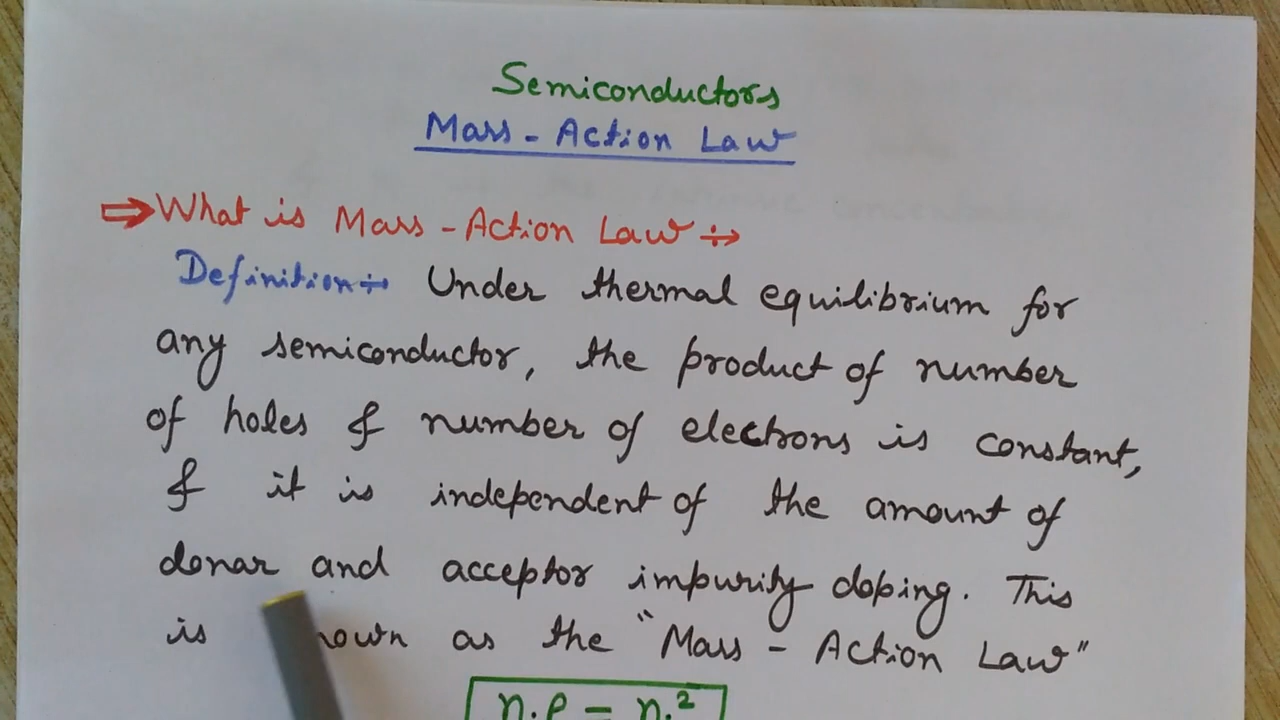 Semiconductors
Mass - Action Law
⇒ What is Mass - Action Law :→
Definition :→ Under thermal equilibrium for
any semiconductor, the product of number
of holes & number of electrons is constant,
& it is independent of the amount of
donar and acceptor impurity doping. This
is as the "Mass - Action Law"
n.p = n.²